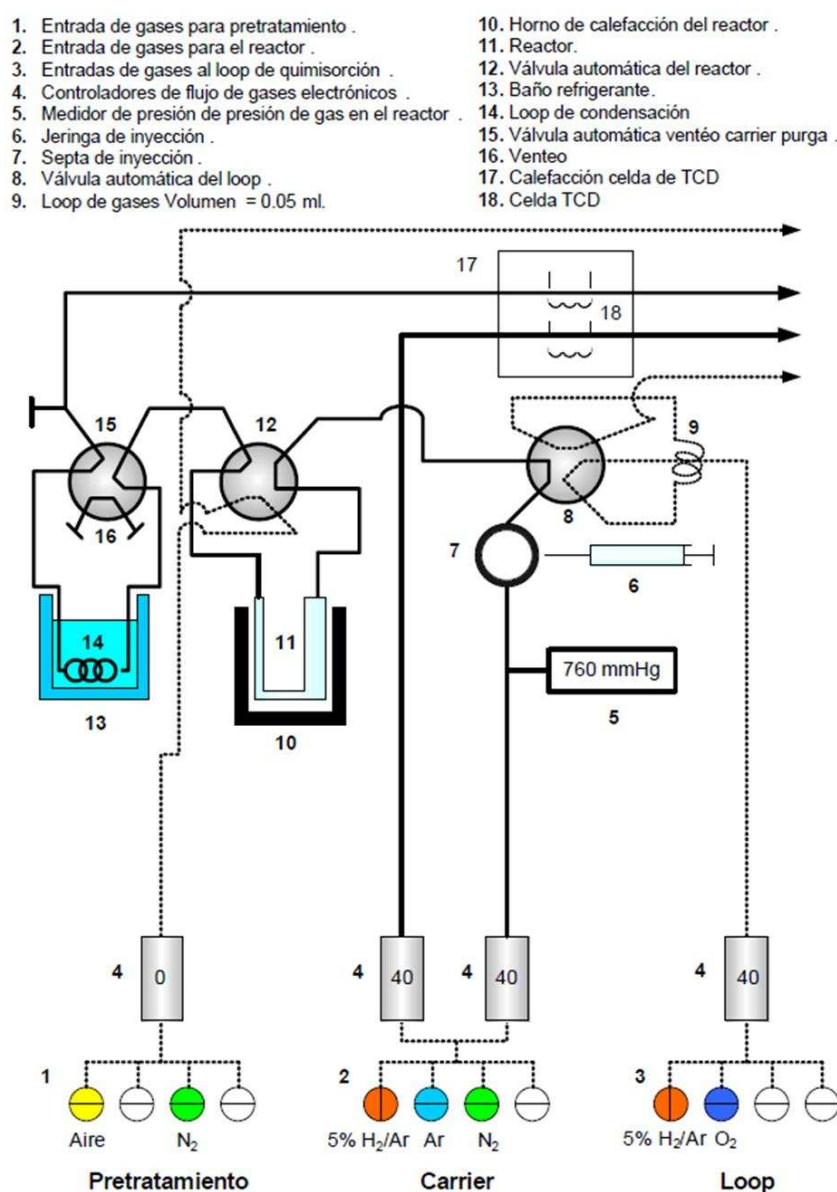 1. Entrada de gases para pretratamiento .
2. Entrada de gases para el reactor .
3. Entradas de gases al loop de quimisorción .
4. Controladores de flujo de gases electrónicos .
5. Medidor de presión de presión de gas en el reactor .
6. Jeringa de inyección .
7. Septa de inyección .
8. Válvula automática del loop .
9. Loop de gases Volumen = 0.05 ml.
10. Horno de calefacción del reactor .
11. Reactor.
12. Válvula automática del reactor .
13. Baño refrigerante .
14. Loop de condensación
15. Válvula automática ventéo carrier purga .
16. Venteo
17. Calefacción celda de TCD
18. Celda TCD
17
18
15
12
9
16
8
7
6
14
11
760 mmHg
13
10
5
4 0
4 40
4 40
4 40
1
2
3
Aire N₂
5% H₂/Ar Ar N₂
5% H₂/Ar O₂
Pretratamiento
Carrier
Loop